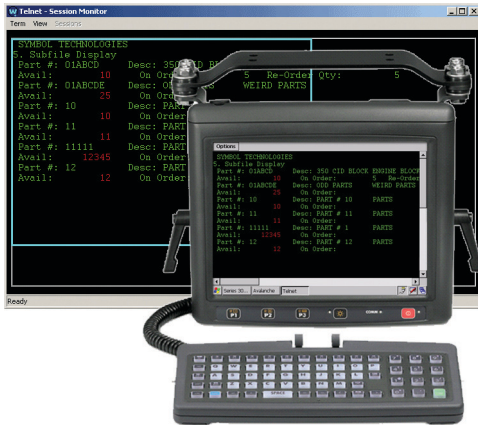 Telnet - Session Monitor
Term View Sessions
SYMBOL TECHNOLOGIES
5. Subfile Display
Part #: 01ABCD Desc: 350 CID
Avail: 10 On Order: 5 Re-Order Qty: 5
Part #: 01ABCDE Desc: WEIRD PARTS
Avail: 25 On Order:
Part #: 10 Desc: PART
Avail: 10 On Order:
Part #: 11 Desc: PART
Avail: 11 On Order:
Part #: 11111 Desc: PART
Avail: 12345 On Order:
Part #: 12 Desc: PART
Avail: 12 On Order:
Ready
Options
SYMBOL TECHNOLOGIES
5. Subfile Display
Part #: 01ABCD Desc: 350 CID BLOCK ENGINE BLOCK
Avail: 10 On Order: 5 Re-Order
Part #: 01ABCDE Desc: ODD PARTS WEIRD PARTS
Avail: 25 On Order:
Part #: 10 Desc: PART # 10 PARTS
Avail: 10 On Order:
Part #: 11 Desc: PART # 11 PARTS
Avail: 11 On Order:
Part #: 11111 Desc: PART # 1 PARTS
Avail: 12345 On Order:
Part #: 12 Desc: PART # 12 PARTS
Avail: 12 On Order:
Series 3D... Avalanche Telnet
P1 P2 P3 COMM
Q W E R T Y U I O P
A S D F G H J K L
Z X C V B N M
SPACE